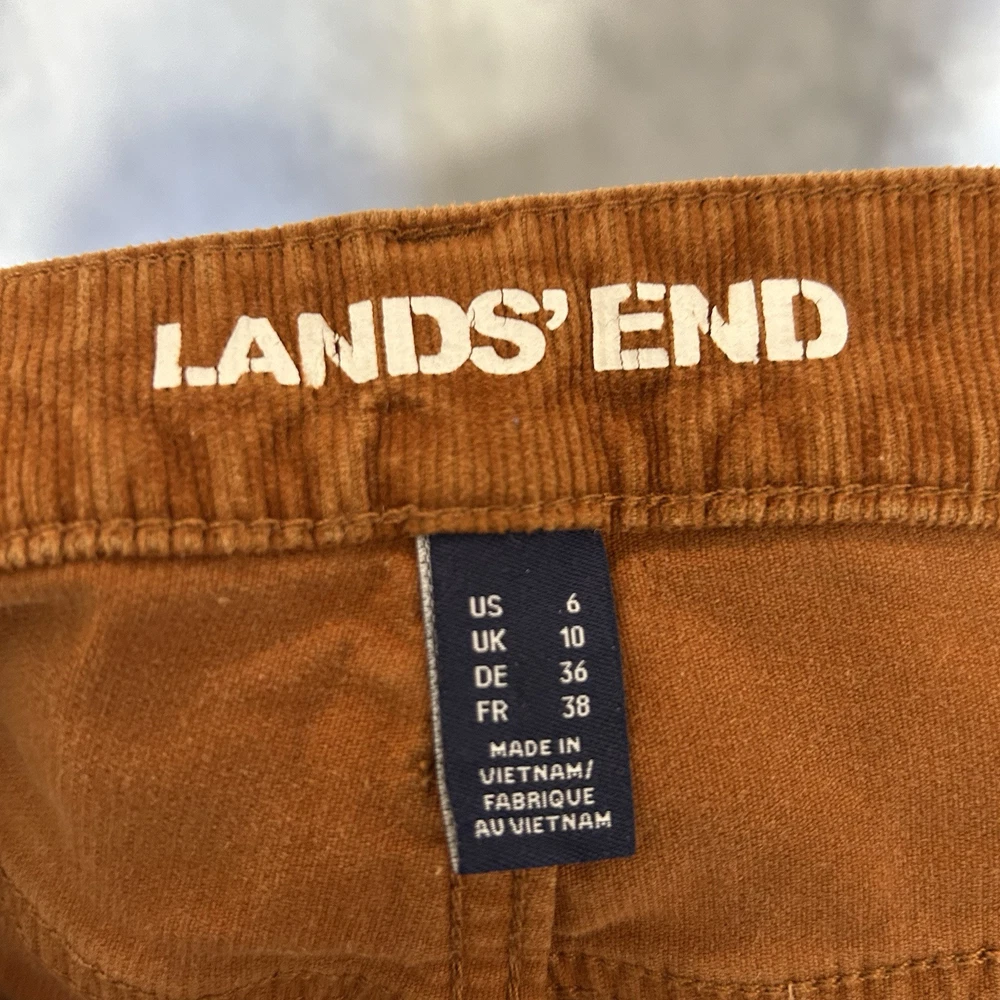 LANDS' END
US 6
UK 10
DE 36
FR 38
MADE IN
VIETNAM/
FABRIQUE
AU VIETNAM